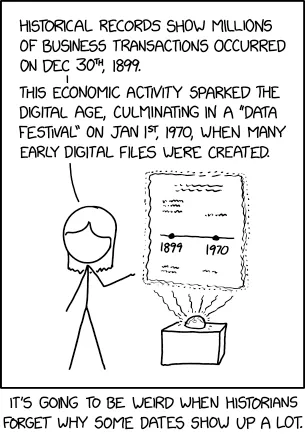 HISTORICAL RECORDS SHOW MILLIONS
OF BUSINESS TRANSACTIONS OCCURRED
ON DEC 30TH, 1899.
THIS ECONOMIC ACTIVITY SPARKED THE
DIGITAL AGE, CULMINATING IN A "DATA
FESTIVAL" ON JAN 1ST, 1970, WHEN MANY
EARLY DIGITAL FILES WERE CREATED.
1899 1970
IT'S GOING TO BE WEIRD WHEN HISTORIANS
FORGET WHY SOME DATES SHOW UP A LOT.